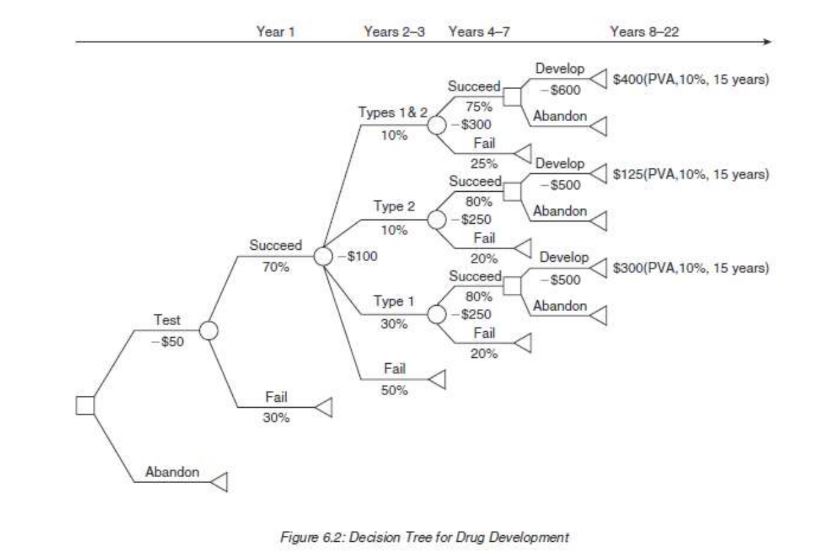 Year 1 Years 2–3 Years 4–7 Years 8–22
Develop
Succeed $400(PVA,10%, 15 years)
−$600
75%
Types 1& 2 Abandon
−$300
10%
Fail
25% Develop
Succeed $125(PVA,10%, 15 years)
−$500
80%
Type 2 Abandon
−$250
10%
Fail
Succeed −$100 20% Develop
70% Succeed $300(PVA,10%, 15 years)
−$500
80%
Type 1 Abandon
−$250
30%
Test Fail
−$50 20%
Fail
50%
Fail
30%
Abandon
Figure 6.2: Decision Tree for Drug Development